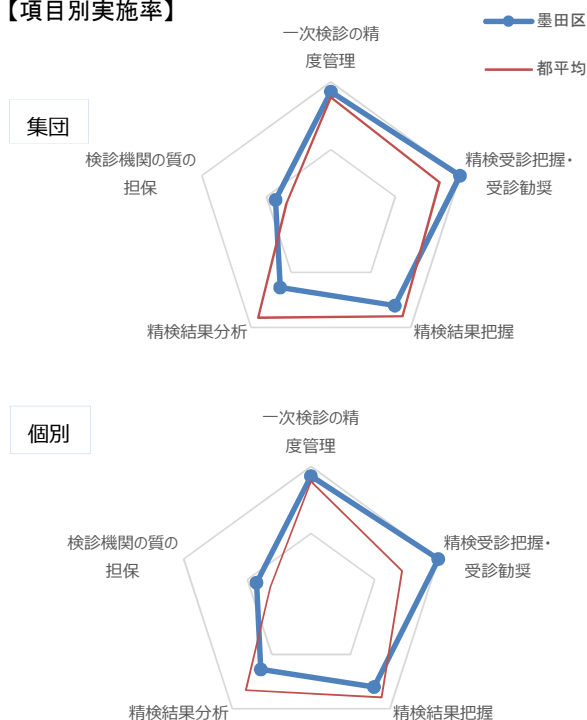 【項目別実施率】
墨田区
都平均
集団
一次検診の精
度管理
精検受診把握・
受診勧奨
精検結果把握
精検結果分析
検診機関の質の
担保
個別
一次検診の精
度管理
精検受診把握・
受診勧奨
精検結果把握
精検結果分析
検診機関の質の
担保